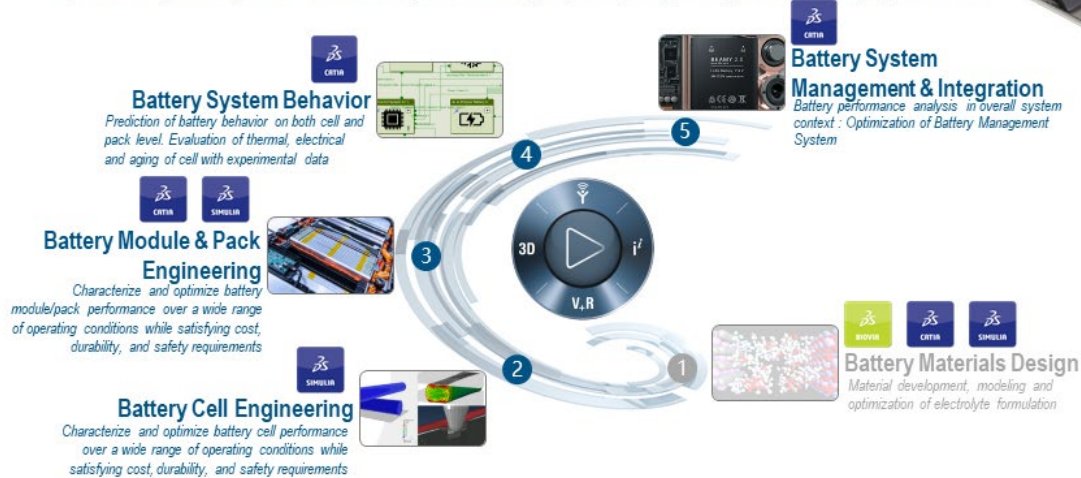 CATIA
Battery System Behavior
Prediction of battery behavior on both cell and
pack level. Evaluation of thermal, electrical
and aging of cell with experimental data
CATIA
Battery System
Management & Integration
Battery performance analysis in overall system
context : Optimization of Battery Management
System
5
4
CATIA SIMULIA
Battery Module & Pack
Engineering
Characterize and optimize battery
module/pack performance over a wide range
of operating conditions while satisfying cost,
durability, and safety requirements
3
3D
i
V+R
BIOVIA CATIA SIMULIA
Battery Materials Design
Material development, modeling and
optimization of electrolyte formulation
1
2
SIMULIA
Battery Cell Engineering
Characterize and optimize battery cell performance
over a wide range of operating conditions while
satisfying cost, durability, and safety requirements